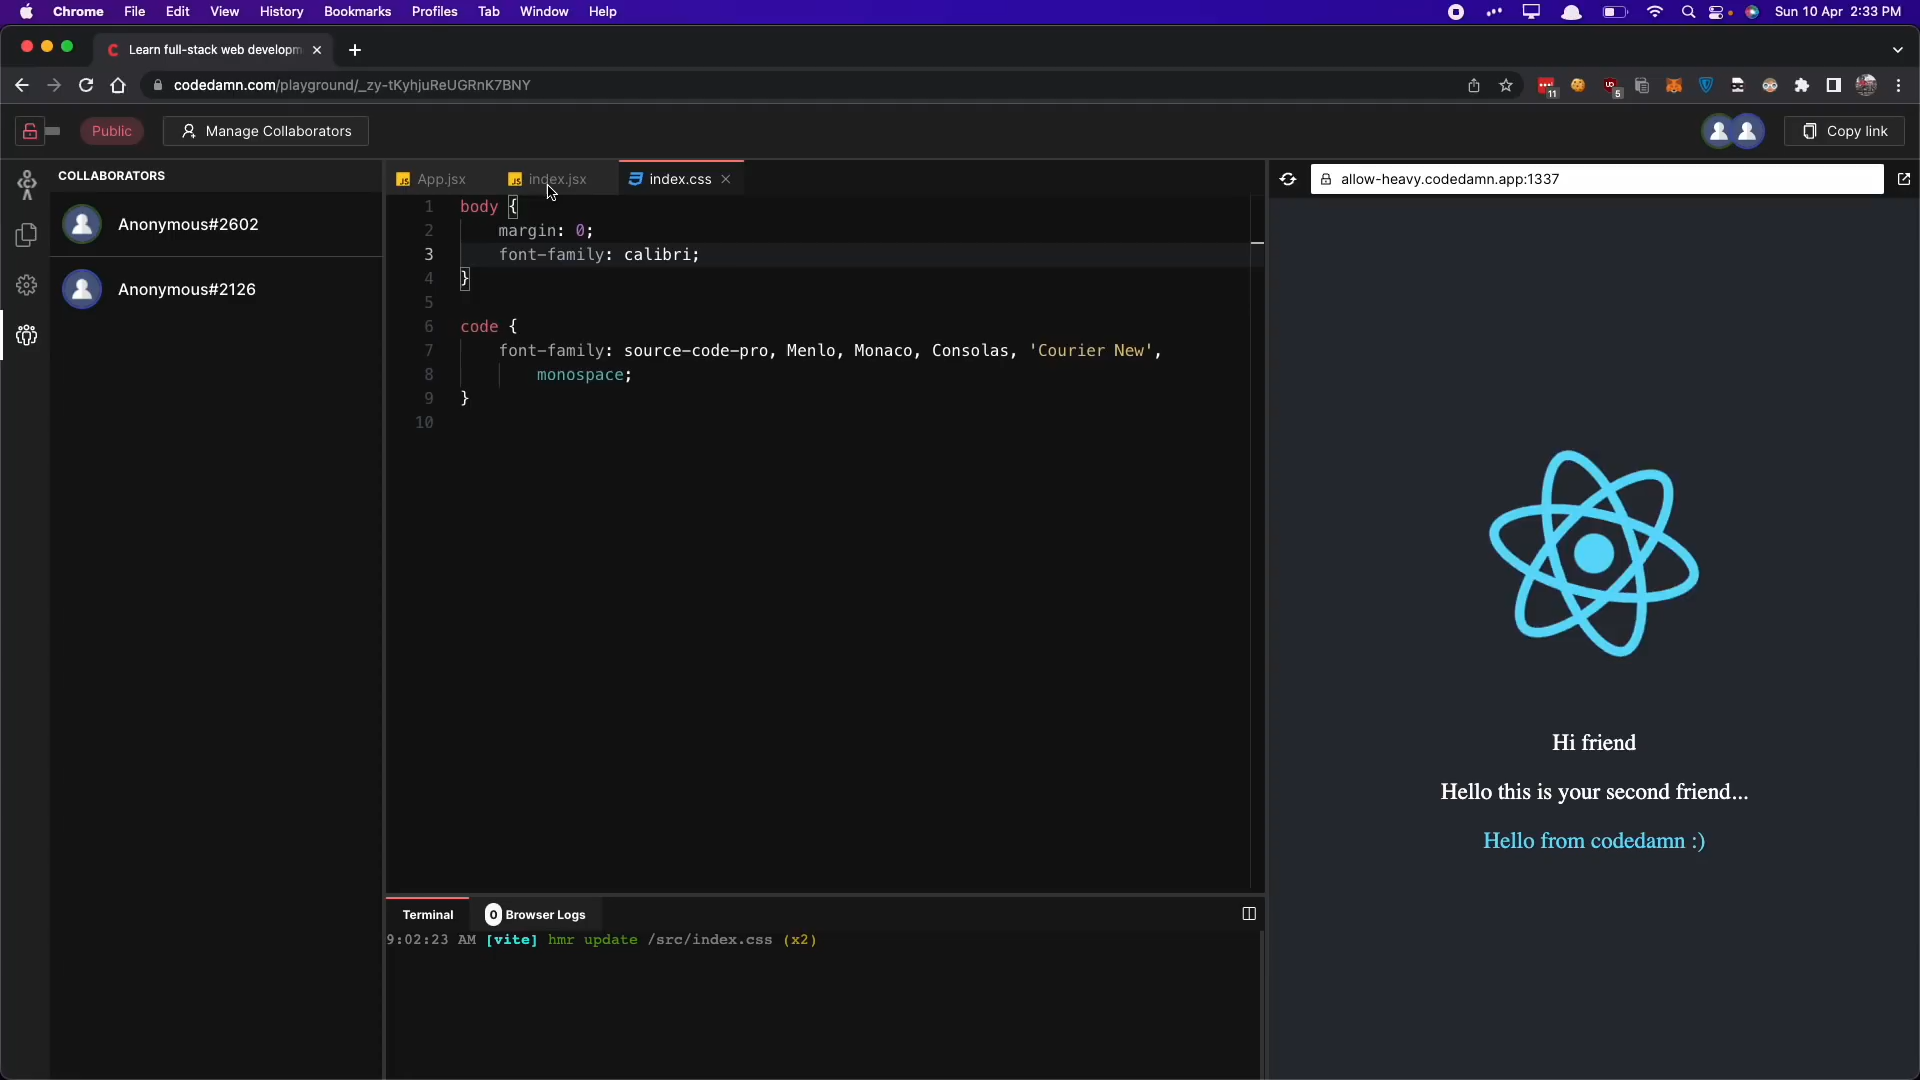 Chrome File Edit View History Bookmarks Profiles Tab Window Help Sun 10 Apr 2:33 PM
Learn full-stack web developm
codedamn.com/playground/_zy-tKyhjuReUGRnK7BNY
11
5
Public Manage Collaborators Copy link
COLLABORATORS
Anonymous#2602
Anonymous#2126
App.jsx index.jsx index.css
1 body {
2 margin: 0;
3 font-family: calibri;
4 }
5
6 code {
7 font-family: source-code-pro, Menlo, Monaco, Consolas, 'Courier New',
8 monospace;
9 }
10
allow-heavy.codedamn.app:1337
Hi friend
Hello this is your second friend...
Hello from codedamn :)
Terminal 0 Browser Logs
9:02:23 AM [vite] hmr update /src/index.css (x2)